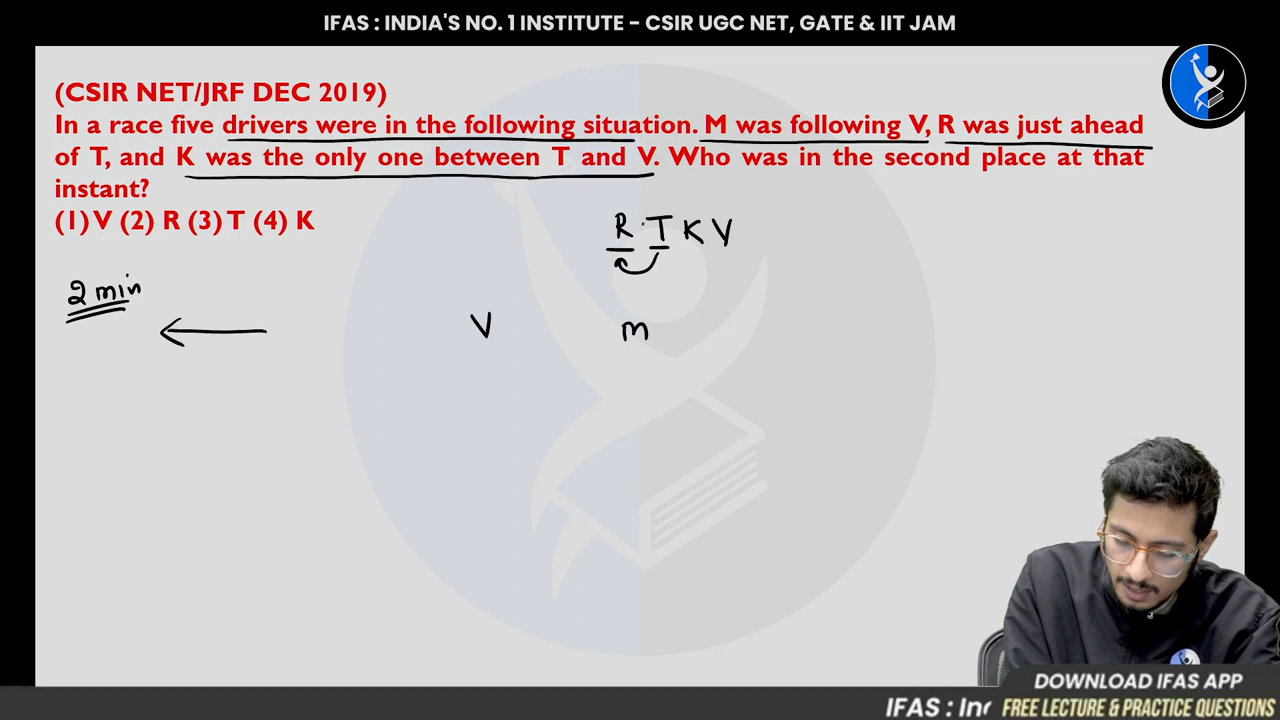 IFAS : INDIA'S NO. 1 INSTITUTE – CSIR UGC NET, GATE & IIT JAM
(CSIR NET/JRF DEC 2019)
In a race five drivers were in the following situation. M was following V, R was just ahead
of T, and K was the only one between T and V. Who was in the second place at that
instant?
(1) V (2) R (3) T (4) K
R T K V
2 min
V m
DOWNLOAD IFAS APP
IFAS : In
FREE LECTURE & PRACTICE QUESTIONS